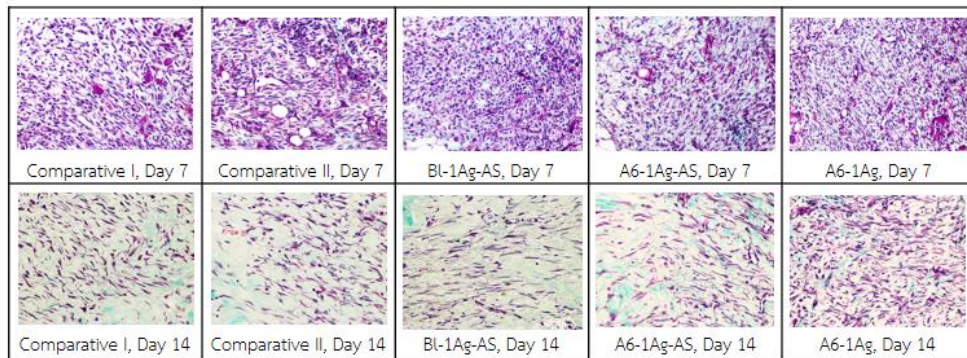 Comparative I, Day 7
Comparative II, Day 7
Bl-1Ag-AS, Day 7
A6-1Ag-AS, Day 7
A6-1Ag, Day 7
Comparative I, Day 14
Comparative II, Day 14
Bl-1Ag-AS, Day 14
A6-1Ag-AS, Day 14
A6-1Ag, Day 14